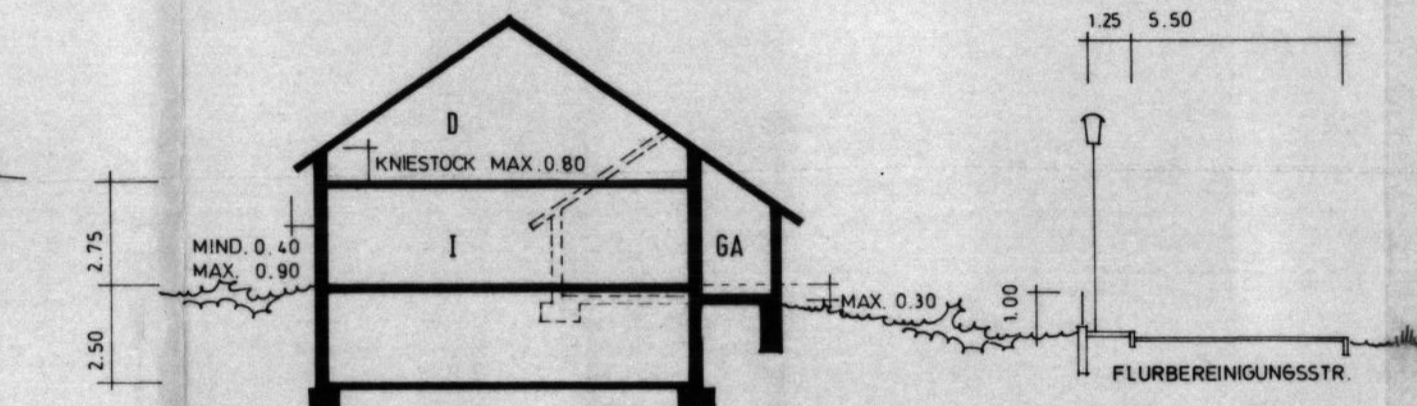 1.25 5.50
D
KNIESTOCK MAX. 0.80
2.75
MIND. 0.40
MAX. 0.90
I
GA
MAX. 0.30
1.00
2.50
FLURBEREINIGUNGSSTR.